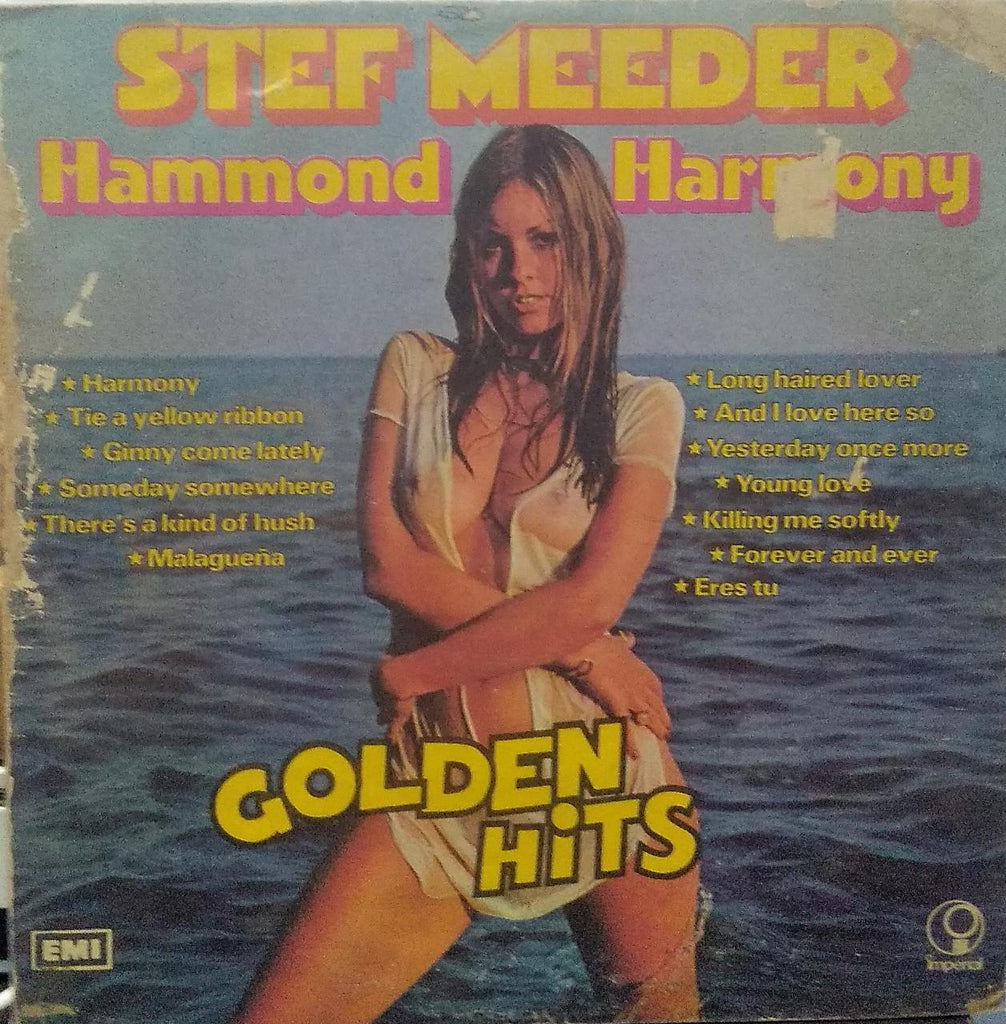 STEF MEEDER
Hammond Harmony
★ Harmony
★ Tie a yellow ribbon
★ Ginny come lately
★ Someday somewhere
★ There's a kind of hush
★ Malagueña
★ Long haired lover
★ And I love here so
★ Yesterday once more
★ Young love
★ Killing me softly
★ Forever and ever
★ Eres tu
GOLDEN
HiTS
EMI
Imperial